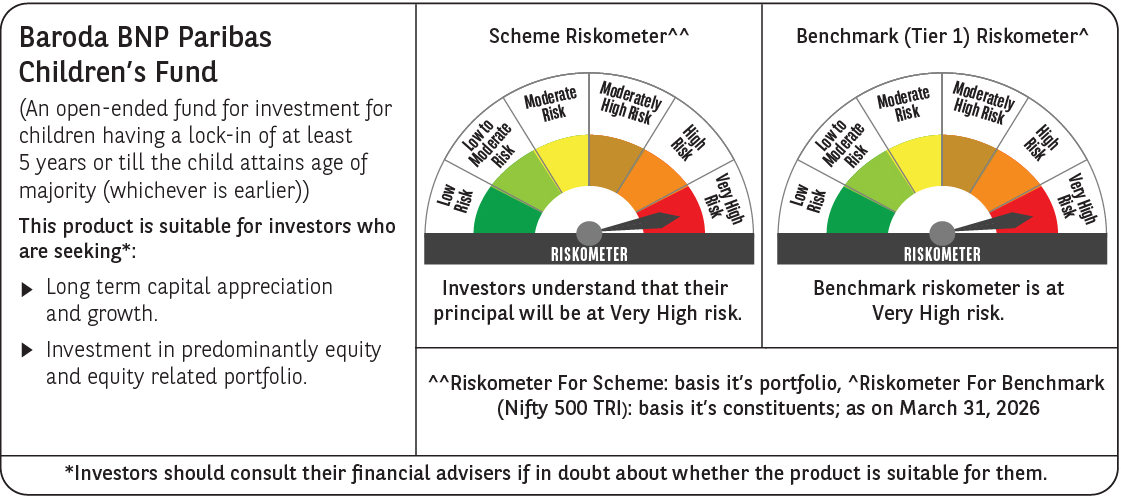 Baroda BNP Paribas
Children's Fund
(An open-ended fund for investment for
children having a lock-in of at least
5 years or till the child attains age of
majority (whichever is earlier))
This product is suitable for investors who
are seeking*:
▶ Long term capital appreciation
and growth.
▶ Investment in predominantly equity
and equity related portfolio.
Scheme Riskometer^^
Low
Risk
Low to
Moderate
Risk
Moderate
Risk
Moderately
High Risk
High
Risk
Very High
Risk
RISKOMETER
Investors understand that their
principal will be at Very High risk.
Benchmark (Tier 1) Riskometer^
Low
Risk
Low to
Moderate
Risk
Moderate
Risk
Moderately
High Risk
High
Risk
Very High
Risk
RISKOMETER
Benchmark riskometer is at
Very High risk.
^^Riskometer For Scheme: basis it's portfolio, ^Riskometer For Benchmark
(Nifty 500 TRI): basis it's constituents; as on March 31, 2026
*Investors should consult their financial advisers if in doubt about whether the product is suitable for them.